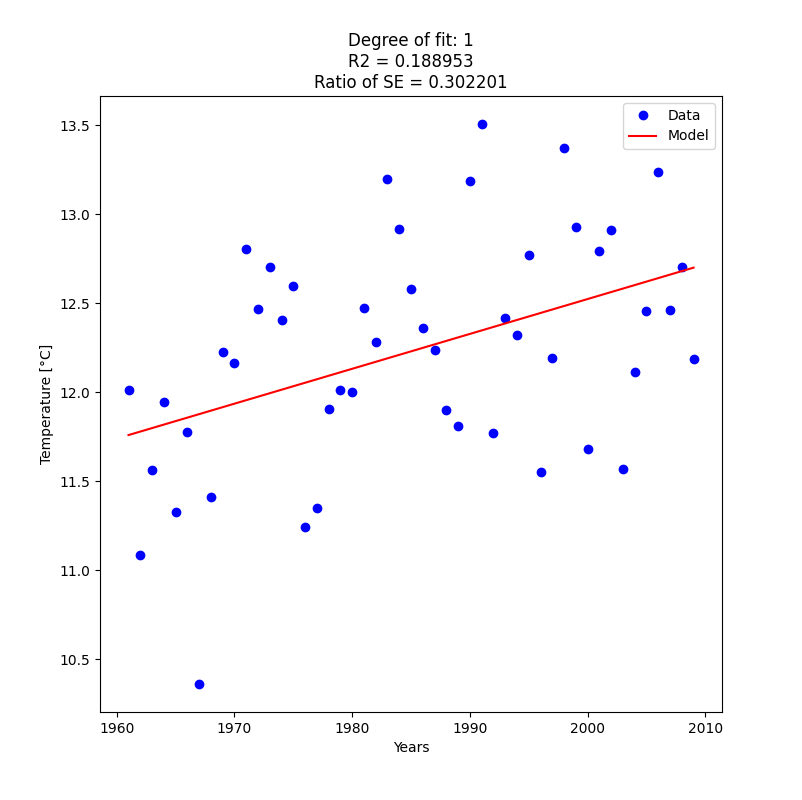 Degree of fit: 1
R2 = 0.188953
Ratio of SE = 0.302201
Data
Model
13.5
13.0
12.5
12.0
11.5
11.0
10.5
Temperature [°C]
1960 1970 1980 1990 2000 2010
Years